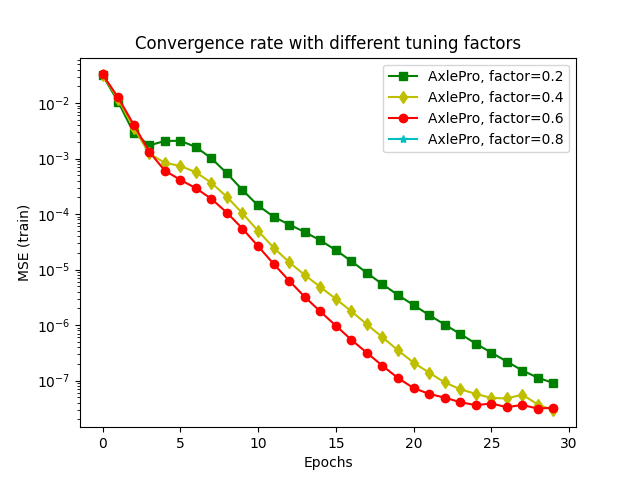 Convergence rate with different tuning factors
AxlePro, factor=0.2
AxlePro, factor=0.4
AxlePro, factor=0.6
AxlePro, factor=0.8
MSE (train)
10⁻²
10⁻³
10⁻⁴
10⁻⁵
10⁻⁶
10⁻⁷
0 5 10 15 20 25 30
Epochs